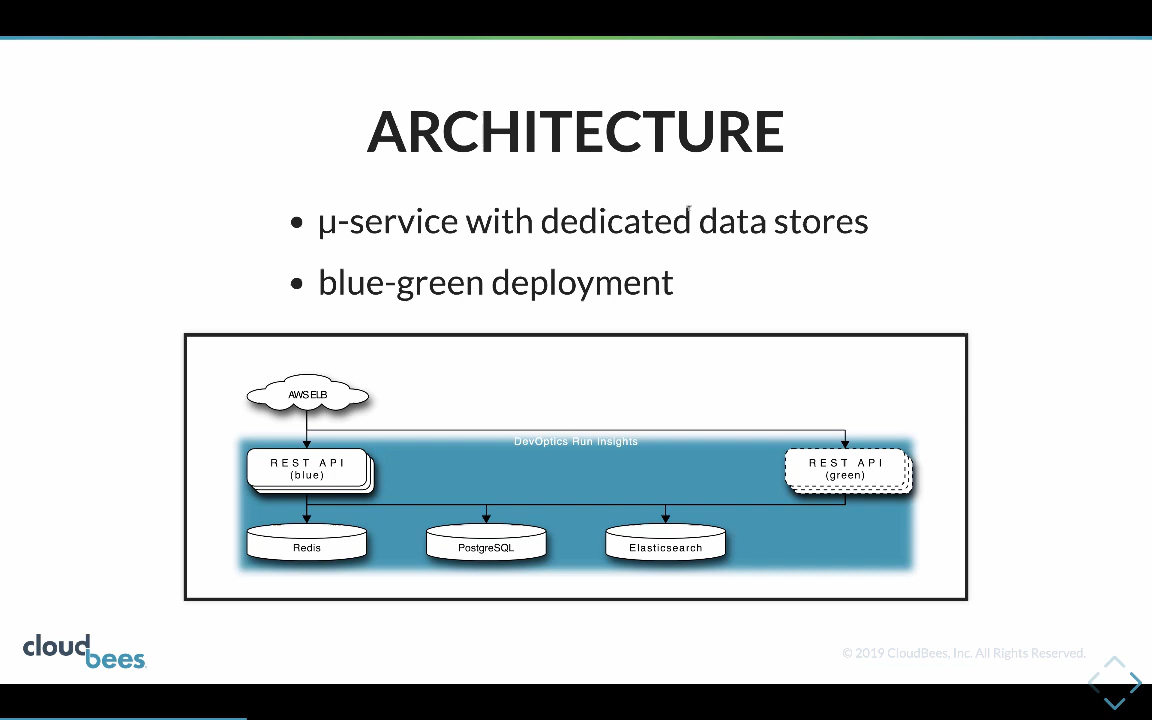 ARCHITECTURE
• µ-service with dedicated data stores
• blue-green deployment
AWS ELB
DevOptics Run Insights
REST API
(blue)
REST API
(green)
Redis
PostgreSQL
Elasticsearch
cloudbees
© 2019 CloudBees, Inc. All Rights Reserved.